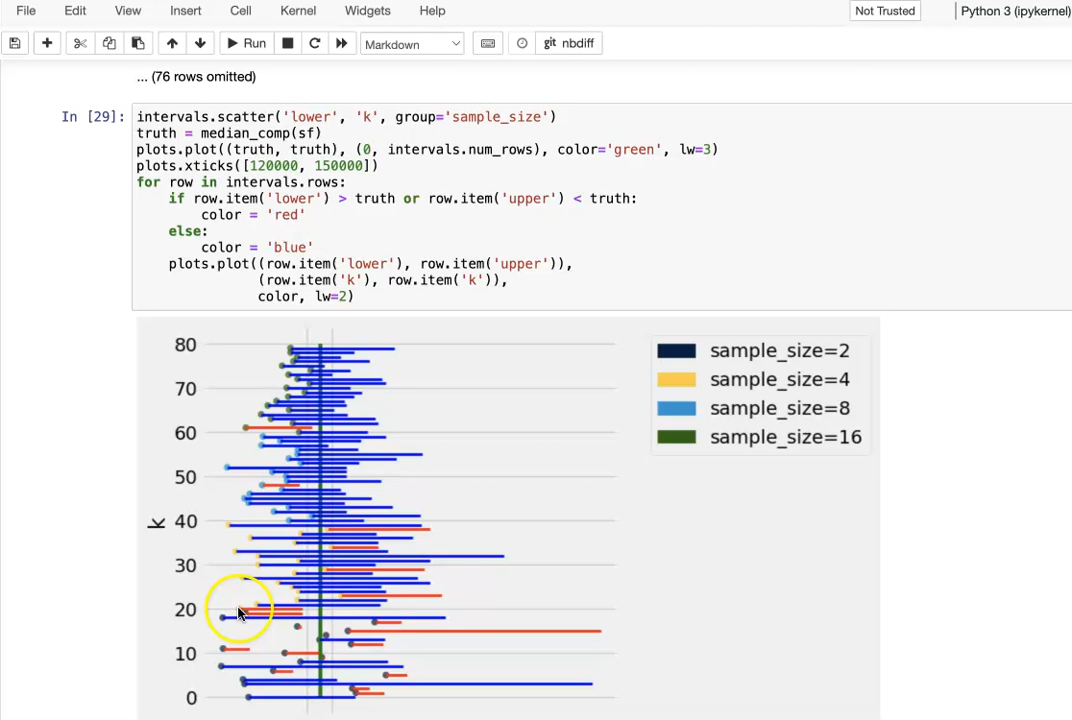 File Edit View Insert Cell Kernel Widgets Help Not Trusted Python 3 (ipykernel)
Run Markdown git nbdiff
... (76 rows omitted)
In [29]: intervals.scatter('lower', 'k', group='sample_size')
truth = median_comp(sf)
plots.plot((truth, truth), (0, intervals.num_rows), color='green', lw=3)
plots.xticks([120000, 150000])
for row in intervals.rows:
    if row.item('lower') > truth or row.item('upper') < truth:
        color = 'red'
    else:
        color = 'blue'
    plots.plot((row.item('lower'), row.item('upper')),
               (row.item('k'), row.item('k')),
               color, lw=2)
80
70
60
50
40
30
20
10
0
k
sample_size=2
sample_size=4
sample_size=8
sample_size=16